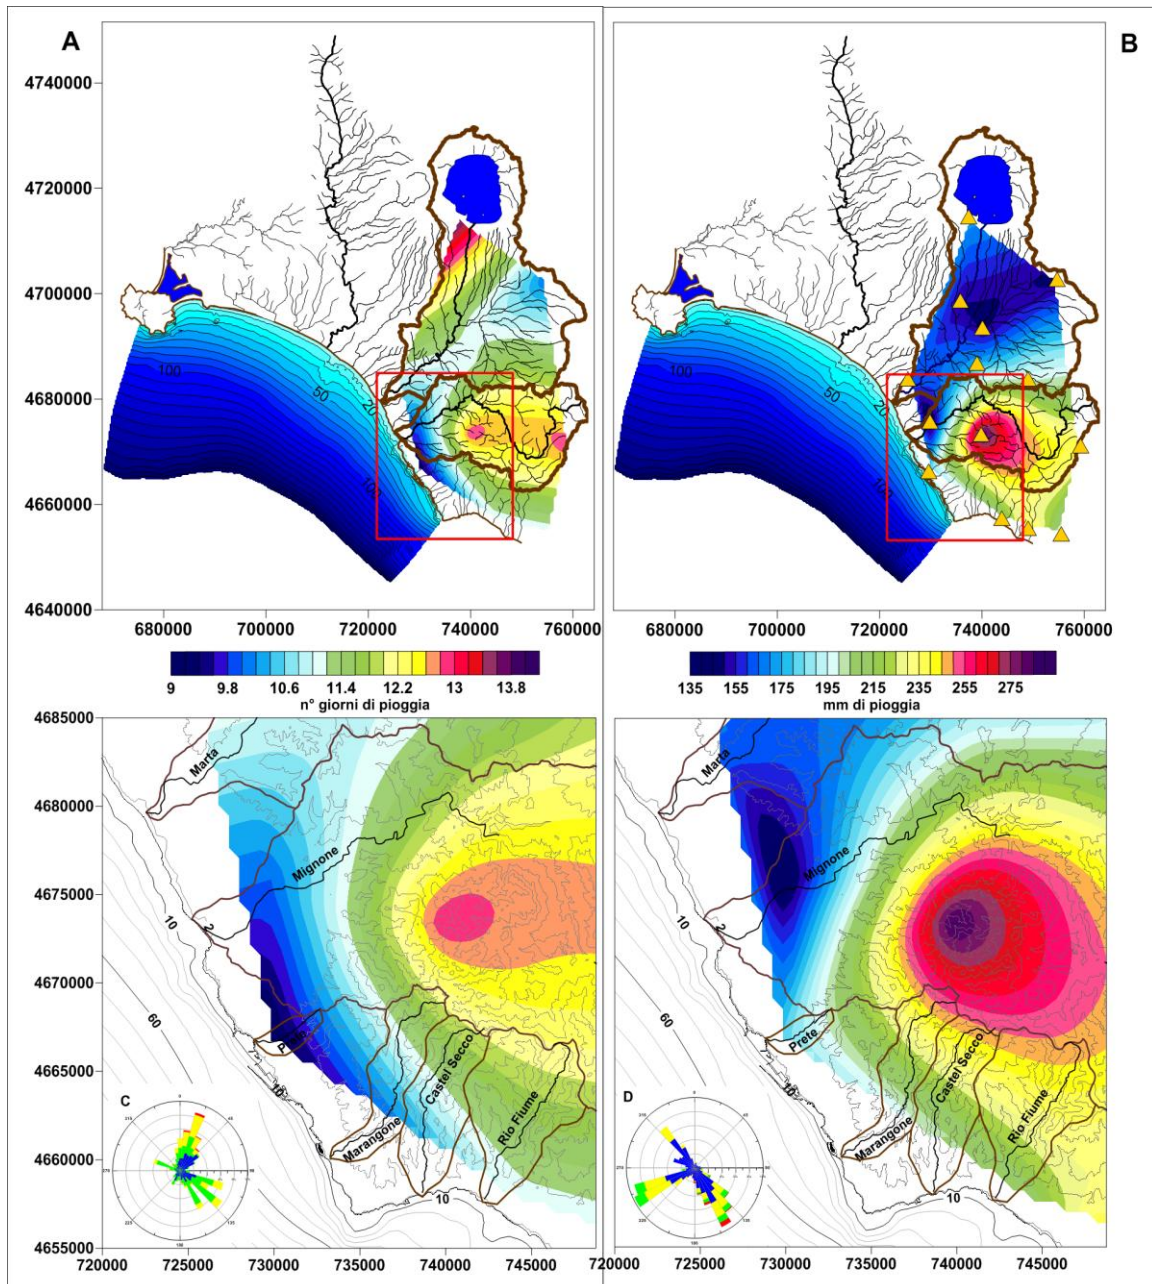 A
B
4740000
4720000
4700000
4680000
4660000
4640000
100
50
20
100
100
50
20
100
680000 700000 720000 740000 760000
680000 700000 720000 740000 760000
9 9.8 10.6 11.4 12.2 13 13.8
n° giorni di pioggia
135 155 175 195 215 235 255 275
mm di pioggia
4685000
4680000
4675000
4670000
4665000
4660000
4655000
Marta
Mignone
10
2
60
10
Marangone
Castel Secco
Rio Fiume
10
C
Marta
Mignone
10
2
60
Prete
10
Marangone
Castel Secco
Rio Fiume
10
D
720000 725000 730000 735000 740000 745000
725000 730000 735000 740000 745000